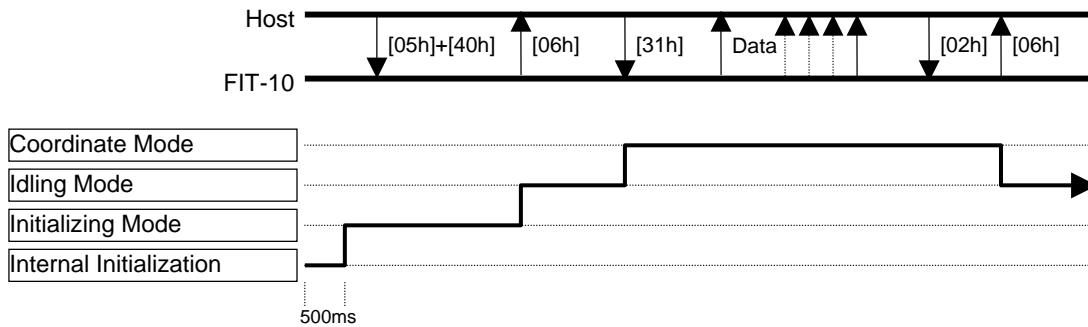 Host
[05h]+[40h] [06h] [31h] Data [02h] [06h]
FIT-10
Coordinate Mode
Idling Mode
Initializing Mode
Internal Initialization
500ms